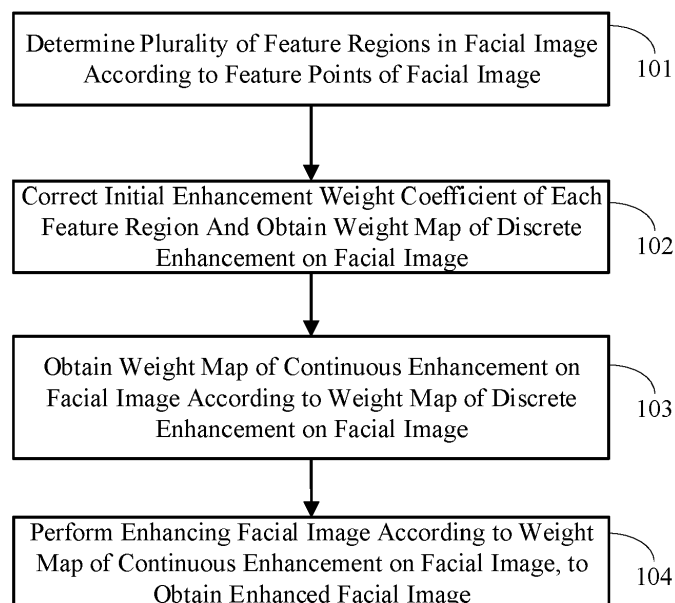 Determine Plurality of Feature Regions in Facial Image
According to Feature Points of Facial Image
101
Correct Initial Enhancement Weight Coefficient of Each
Feature Region And Obtain Weight Map of Discrete
Enhancement on Facial Image
102
Obtain Weight Map of Continuous Enhancement on
Facial Image According to Weight Map of Discrete
Enhancement on Facial Image
103
Perform Enhancing Facial Image According to Weight
Map of Continuous Enhancement on Facial Image, to
Obtain Enhanced Facial Image
104